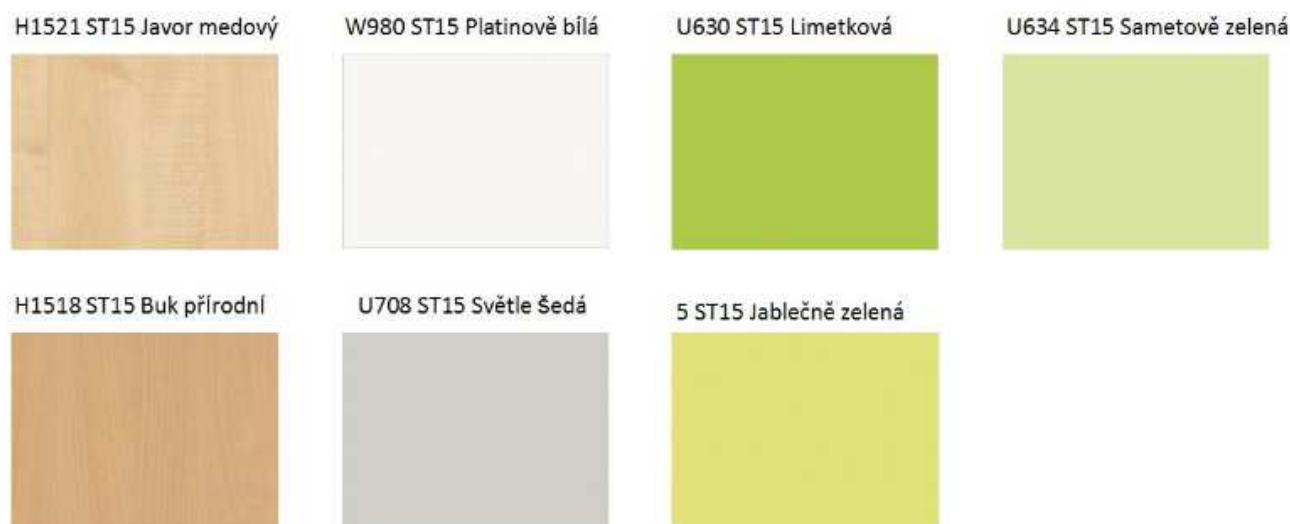 H1521 ST15 Javor medový
W980 ST15 Platinově bílá
U630 ST15 Limetková
U634 ST15 Sametově zelená
H1518 ST15 Buk přírodní
U708 ST15 Světle šedá
5 ST15 Jablečně zelená